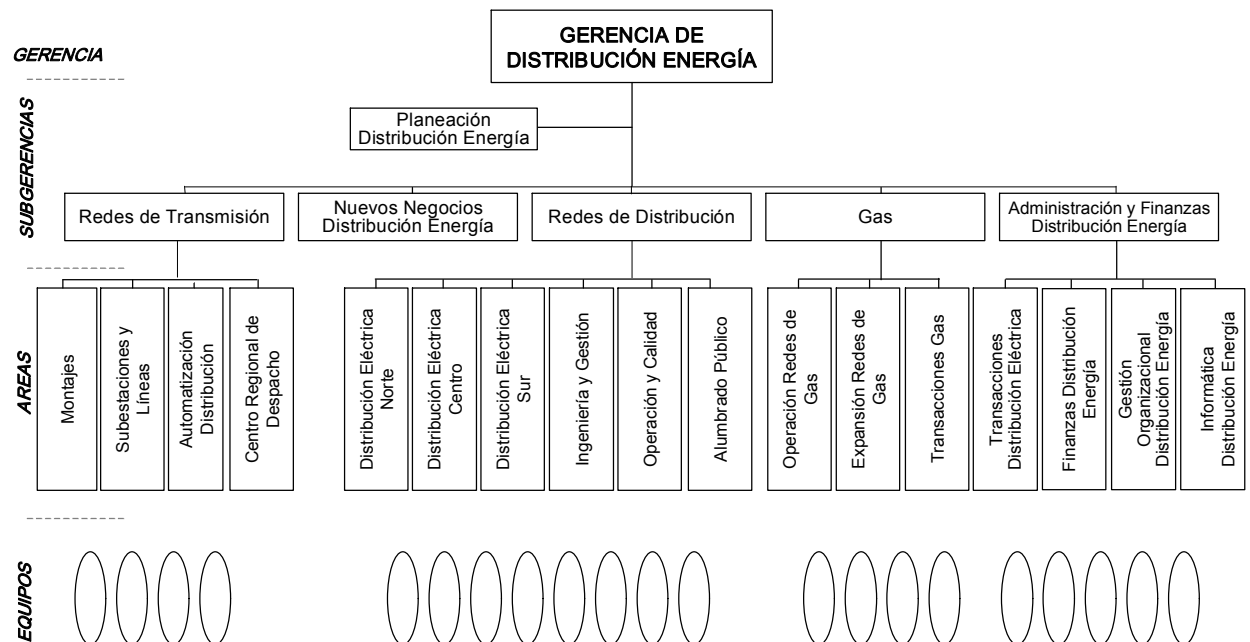 GERENCIA DE
DISTRIBUCIÓN ENERGÍA
GERENCIA
Planeación
Distribución Energía
SUBGERENCIAS
Redes de Transmisión
Nuevos Negocios
Distribución Energía
Redes de Distribución
Gas
Administración y Finanzas
Distribución Energía
AREAS
Montajes
Subestaciones y
Líneas
Automatización
Distribución
Centro Regional de
Despacho
Distribución Eléctrica
Norte
Distribución Eléctrica
Centro
Distribución Eléctrica
Sur
Ingeniería y Gestión
Operación y Calidad
Alumbrado Público
Operación Redes de
Gas
Expansión Redes de
Gas
Transacciones Gas
Transacciones
Distribución Eléctrica
Finanzas Distribución
Energía
Gestión
Organizacional
Distribución Energía
Informática
Distribución Energía
EQUIPOS